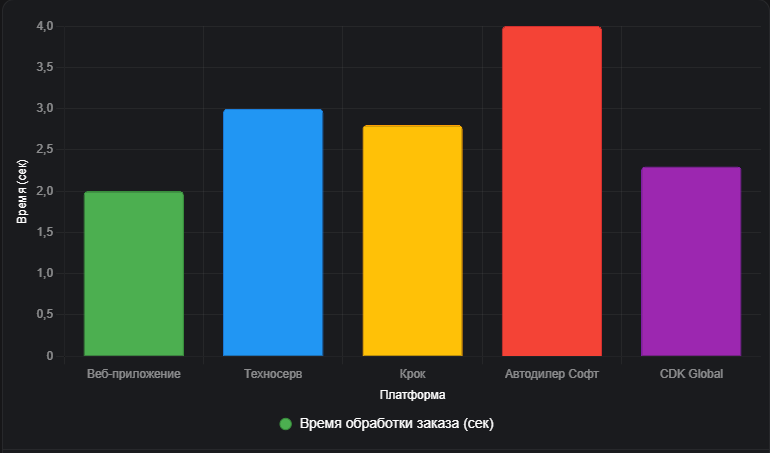 4,0
3,5
3,0
2,5
2,0
1,5
1,0
0,5
0
Время (сек)
Веб-приложение Техносерв Крок Автодилер Софт CDK Global
Платформа
Время обработки заказа (сек)